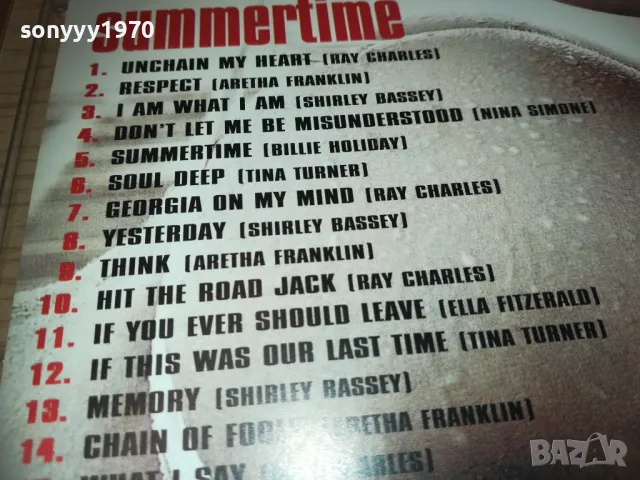 sonyyy1970
summertime
1. UNCHAIN MY HEART (RAY CHARLES)
2. RESPECT (ARETHA FRANKLIN)
3. I AM WHAT I AM (SHIRLEY BASSEY)
4. DON'T LET ME BE MISUNDERSTOOD (NINA SIMONE)
5. SUMMERTIME (BILLIE HOLIDAY)
6. SOUL DEEP (TINA TURNER)
7. GEORGIA ON MY MIND (RAY CHARLES)
8. YESTERDAY (SHIRLEY BASSEY)
9. THINK (ARETHA FRANKLIN)
10. HIT THE ROAD JACK (RAY CHARLES)
11. IF YOU EVER SHOULD LEAVE (ELLA FITZERALD)
12. IF THIS WAS OUR LAST TIME (TINA TURNER)
13. MEMORY (SHIRLEY BASSEY)
14. CHAIN OF FOOLS (ARETHA FRANKLIN)
WHAT I SAY CHARLES)
BAZAR